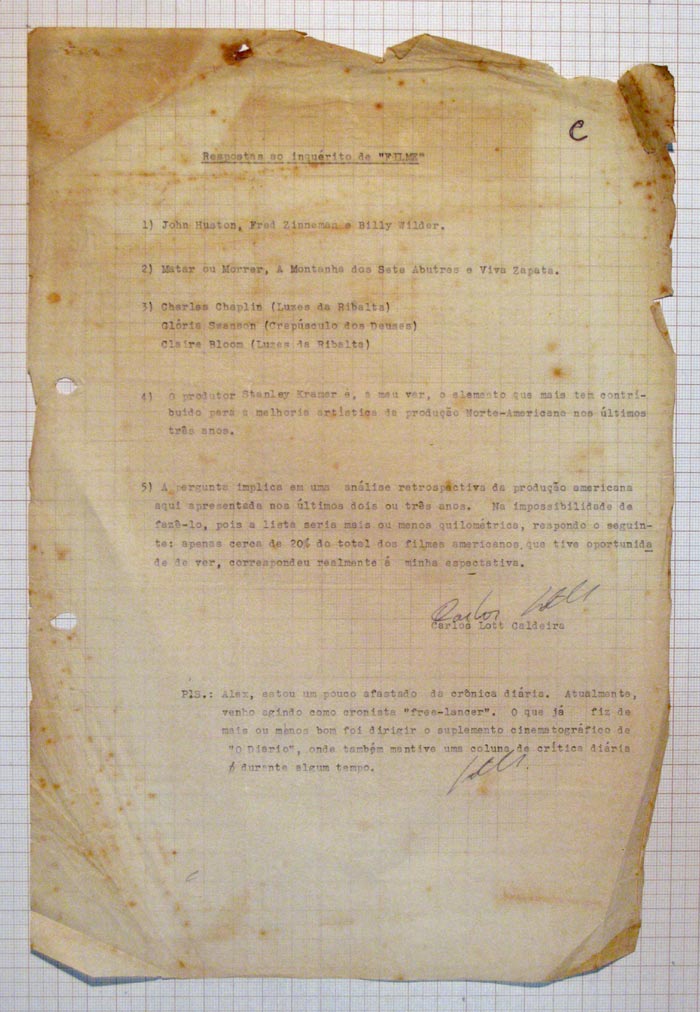 C
Respostas ao inquérito de "FILME"
1) John Huston, Fred Zinneman e Billy Wilder.
2) Matar ou Morrer, A Montanha dos Sete Abutres e Viva Zapata.
3) Charles Chaplin (Luzes da Ribalta)
Glória Swanson (Crepúsculo dos Deuses)
Claire Bloom (Luzes da Ribalta)
4) O produtor Stanley Kramer é, a meu ver, o elemento que mais tem contri-
buido para a melhoria artística da produção Norte-Americana nos últimos
três anos.
5) A pergunta implica em uma análise retrospectiva da produção americana
aqui apresentada nos últimos dois ou três anos. Na impossibilidade de
fazê-lo, pois a lista seria mais ou menos quilométrica, respondo o seguin-
te: apenas cerca de 20% do total dos filmes americanos, que tive oportunida
de de ver, correspondeu realmente á minha espectativa.
Carlos Lott
Carlos Lott Caldeira
P/S.: Alex, estou um pouco afastado da crônica diária. Atualmente,
venho agindo como cronista "free-lancer". O que já fiz de
mais ou menos bom foi dirigir o suplemento cinematográfico de
"O Diario", onde também mantive uma coluna de crítica diária
durante algum tempo.
Lott